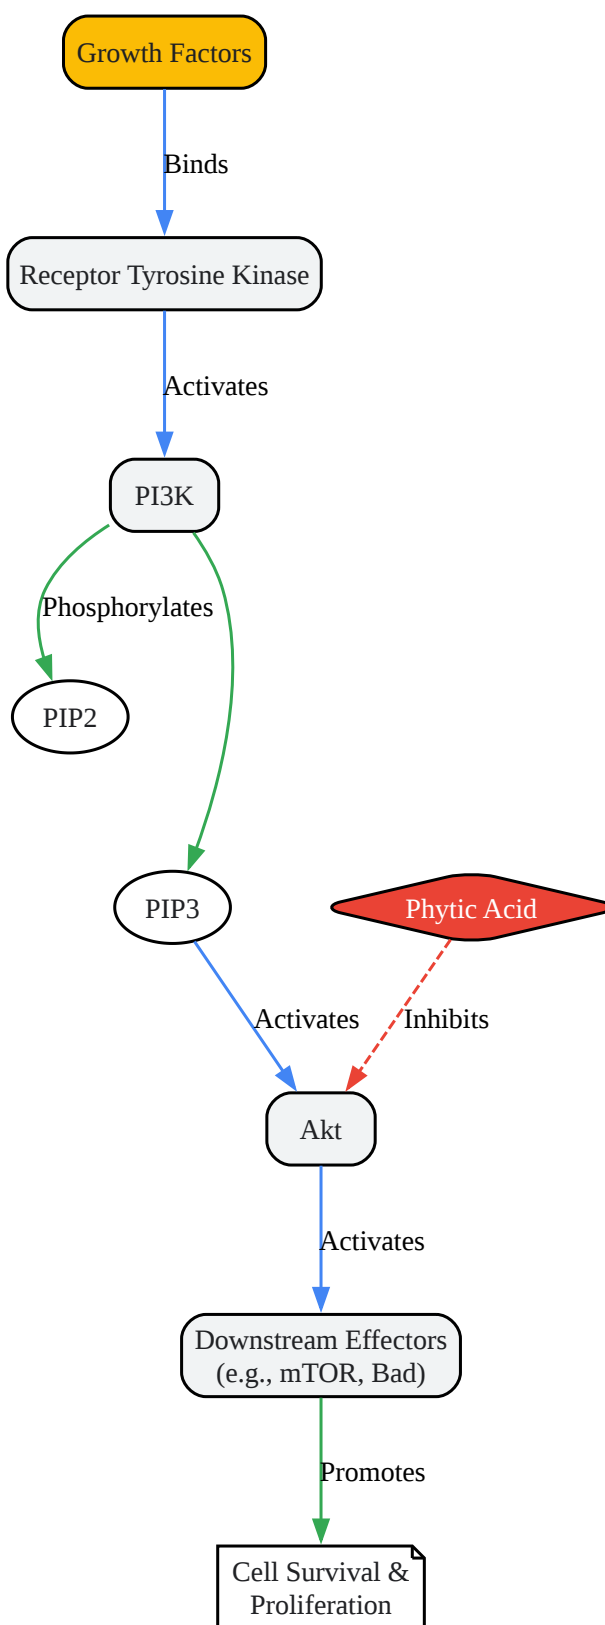 Growth Factors
Binds
Receptor Tyrosine Kinase
Activates
PI3K
Phosphorylates
PIP2
PIP3
Phytic Acid
Activates
Inhibits
Akt
Activates
Downstream Effectors
(e.g., mTOR, Bad)
Promotes
Cell Survival &
Proliferation